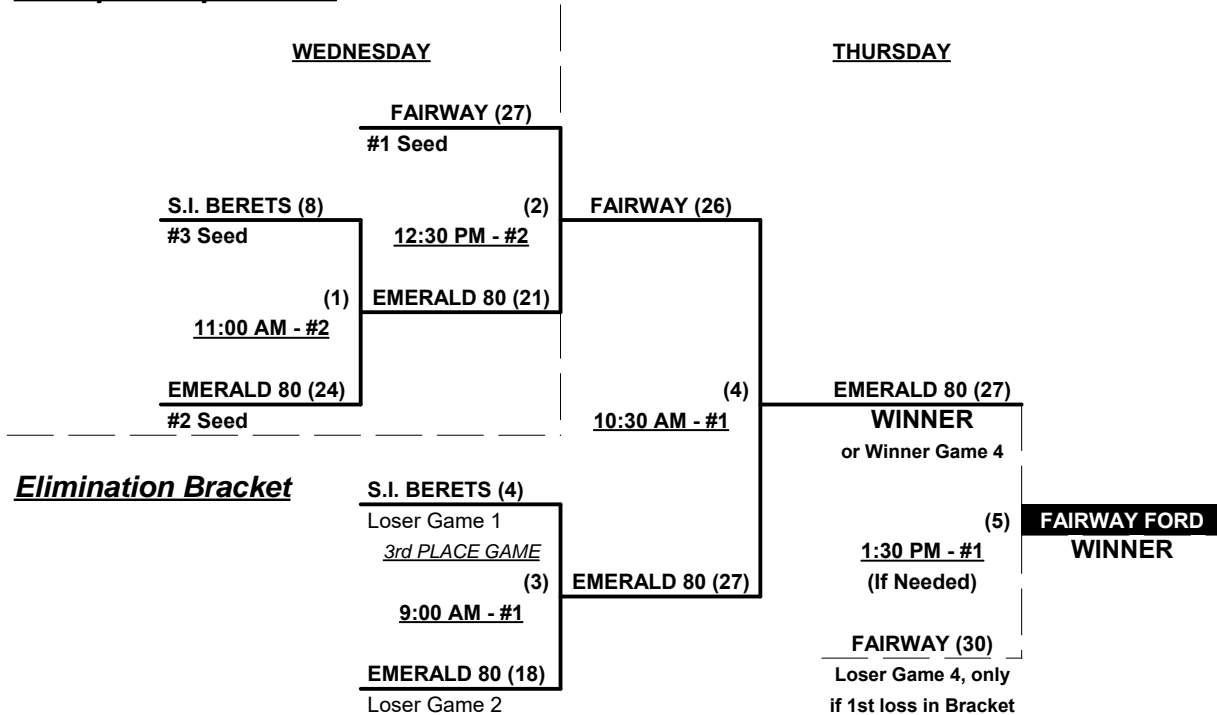 WEDNESDAY
THURSDAY
FAIRWAY (27)
#1 Seed
S.I. BERETS (8)
#3 Seed
(2)
12:30 PM - #2
FAIRWAY (26)
(1)
11:00 AM - #2
EMERALD 80 (21)
EMERALD 80 (24)
#2 Seed
(4)
10:30 AM - #1
EMERALD 80 (27)
WINNER
or Winner Game 4
Elimination Bracket
S.I. BERETS (4)
Loser Game 1
3rd PLACE GAME
(3)
9:00 AM - #1
EMERALD 80 (27)
(5)
1:30 PM - #1
(If Needed)
FAIRWAY FORD
WINNER
EMERALD 80 (18)
Loser Game 2
FAIRWAY (30)
Loser Game 4, only
if 1st loss in Bracket